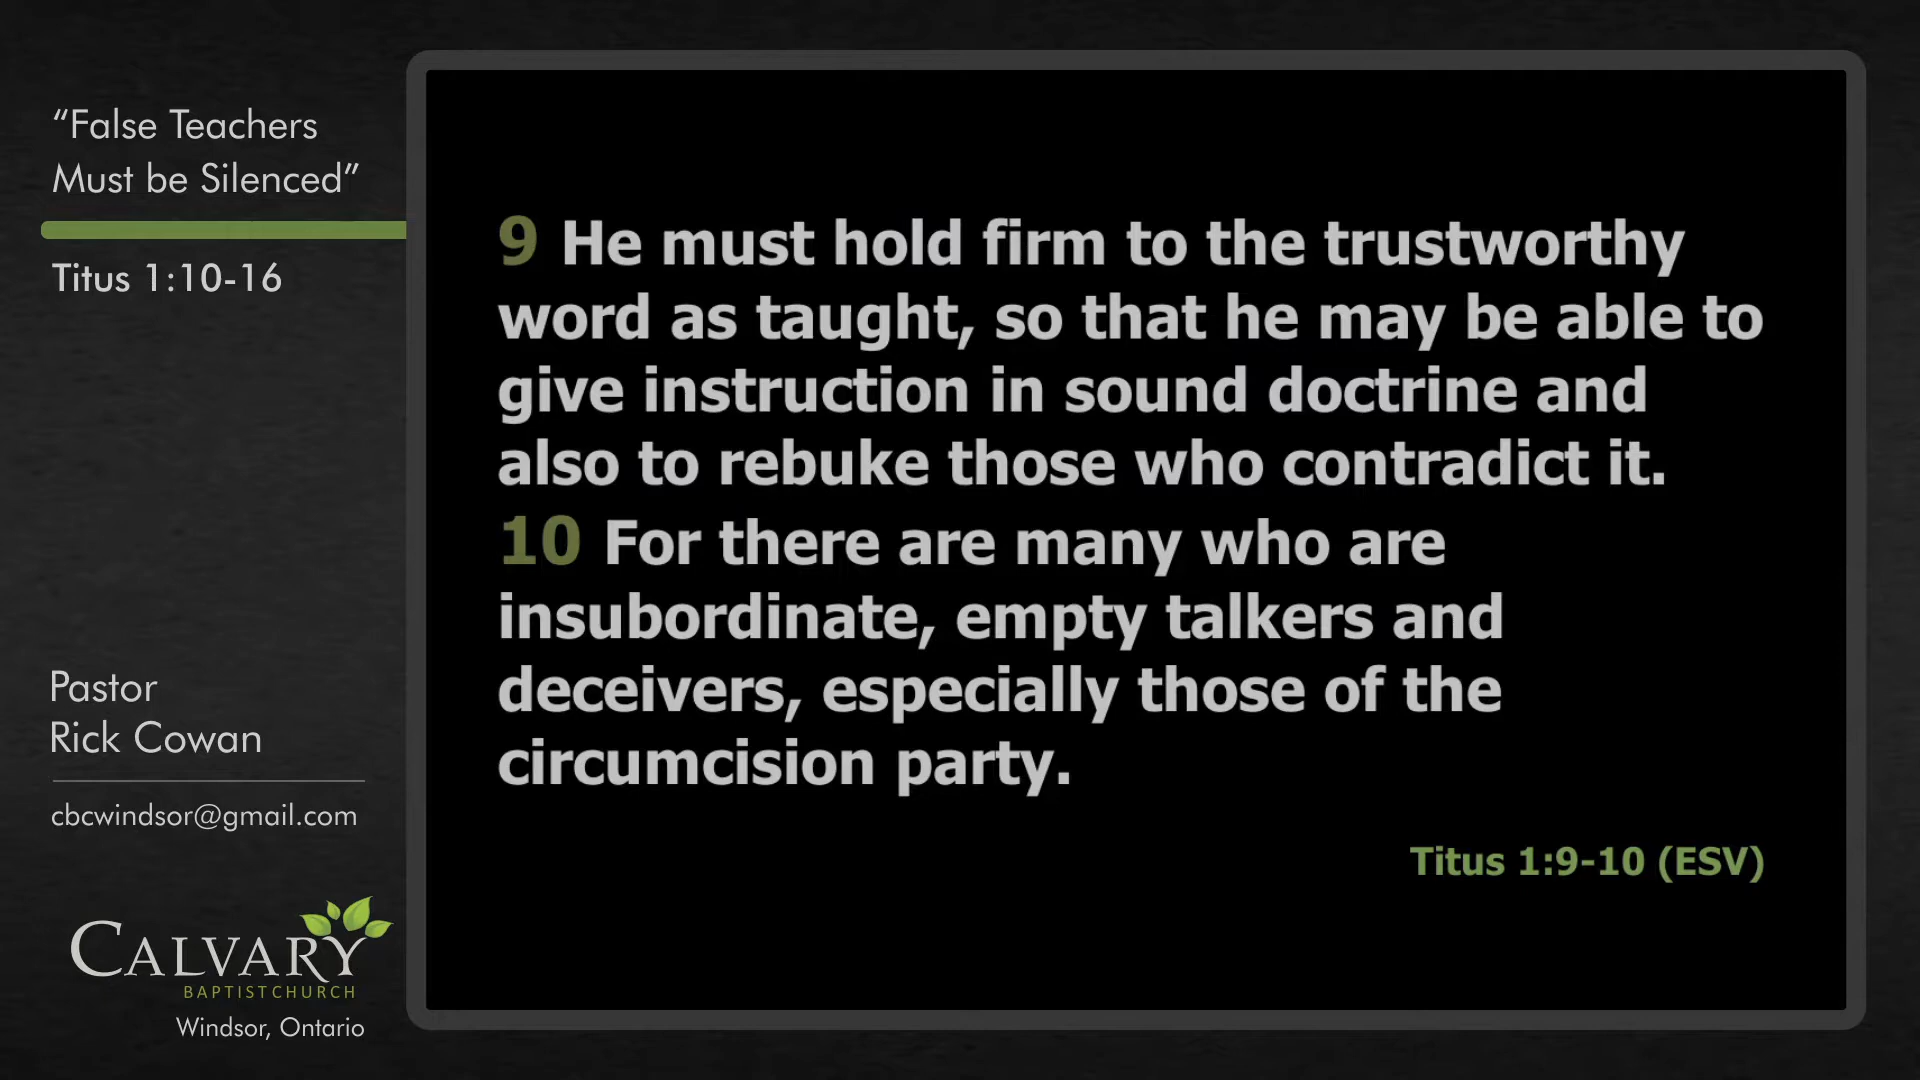 “False Teachers
Must be Silenced”
Titus 1:10-16
Pastor
Rick Cowan
cbcwindsor@gmail.com
CALVARY
BAPTISTCHURCH
Windsor, Ontario
9 He must hold firm to the trustworthy
word as taught, so that he may be able to
give instruction in sound doctrine and
also to rebuke those who contradict it.
10 For there are many who are
insubordinate, empty talkers and
deceivers, especially those of the
circumcision party.
Titus 1:9-10 (ESV)